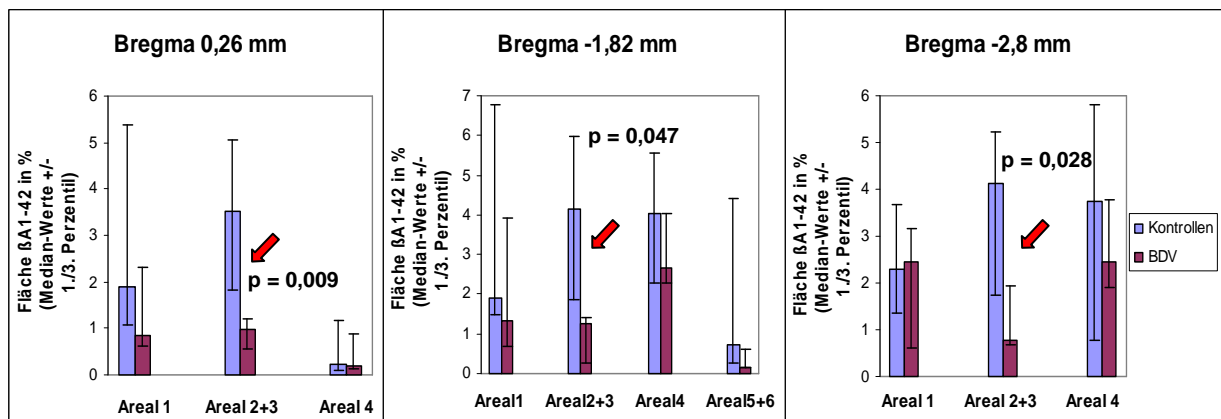 Bregma 0,26 mm
Fläche ßA1-42 in %
(Median-Werte +/-
1./3. Perzentil)
6
5
4
3
2
1
0
p = 0,009
Areal 1 Areal 2+3 Areal 4
Bregma -1,82 mm
Fläche ßA1-42 in %
(Median-Werte +/-
1./3. Perzentil)
7
6
5
4
3
2
1
0
p = 0,047
Areal1 Areal2+3 Areal4 Areal5+6
Bregma -2,8 mm
Fläche ßA1-42 in %
(Median-Werte +/-
1./3. Perzentil)
6
5
4
3
2
1
0
p = 0,028
Areal 1 Areal 2+3 Areal 4
Kontrollen
BDV